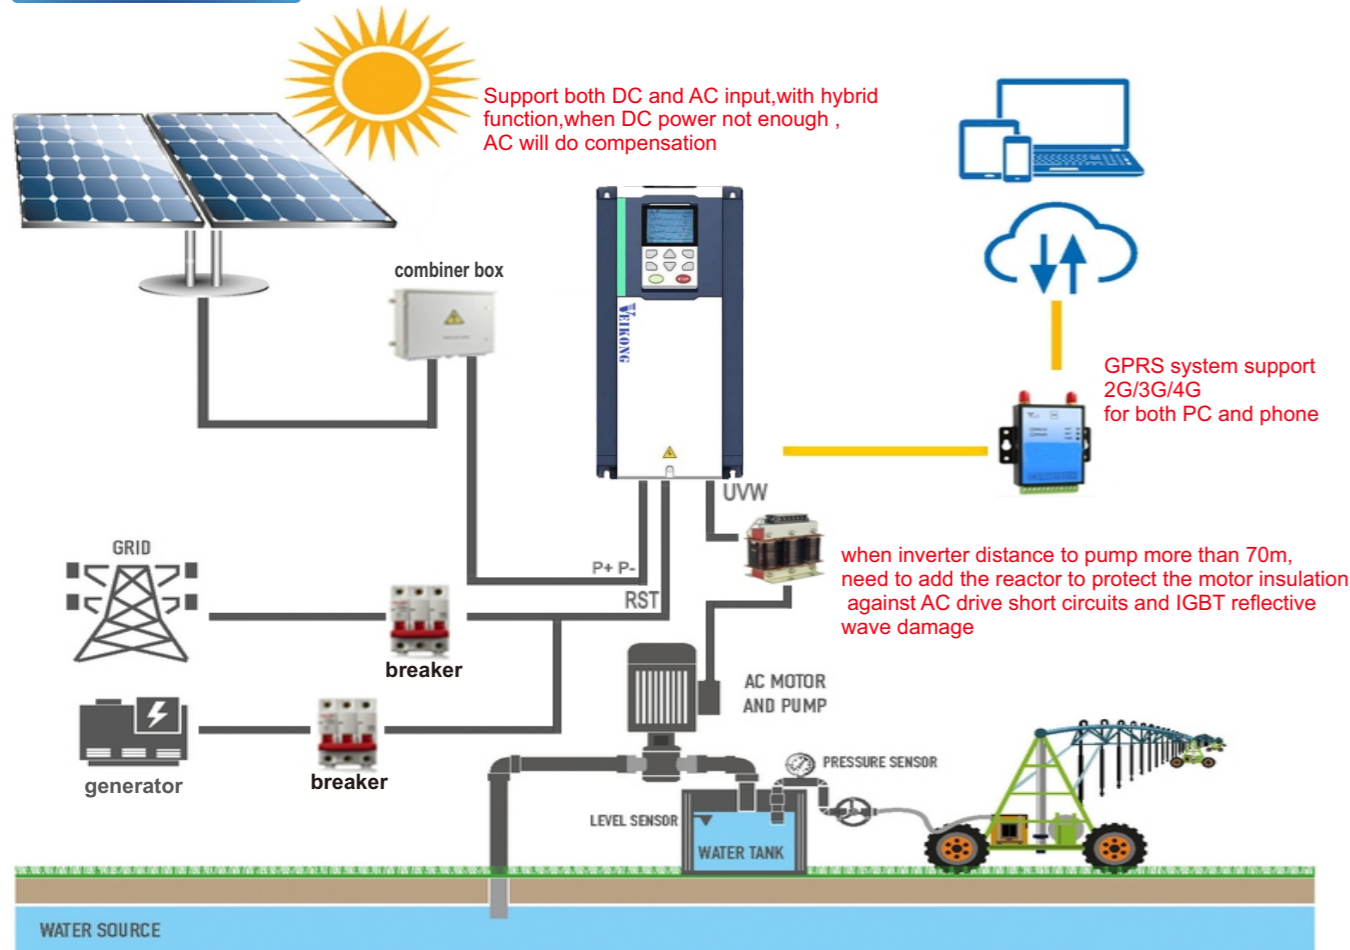 Support both DC and AC input,with hybrid
function,when DC power not enough ,
AC will do compensation
combiner box
WEIKONG
GPRS system support
2G/3G/4G
for both PC and phone
UVW
GRID
P+ P-
RST
when inverter distance to pump more than 70m,
need to add the reactor to protect the motor insulation
against AC drive short circuits and IGBT reflective
wave damage
breaker
AC MOTOR
AND PUMP
generator
breaker
PRESSURE SENSOR
LEVEL SENSOR
WATER TANK
WATER SOURCE